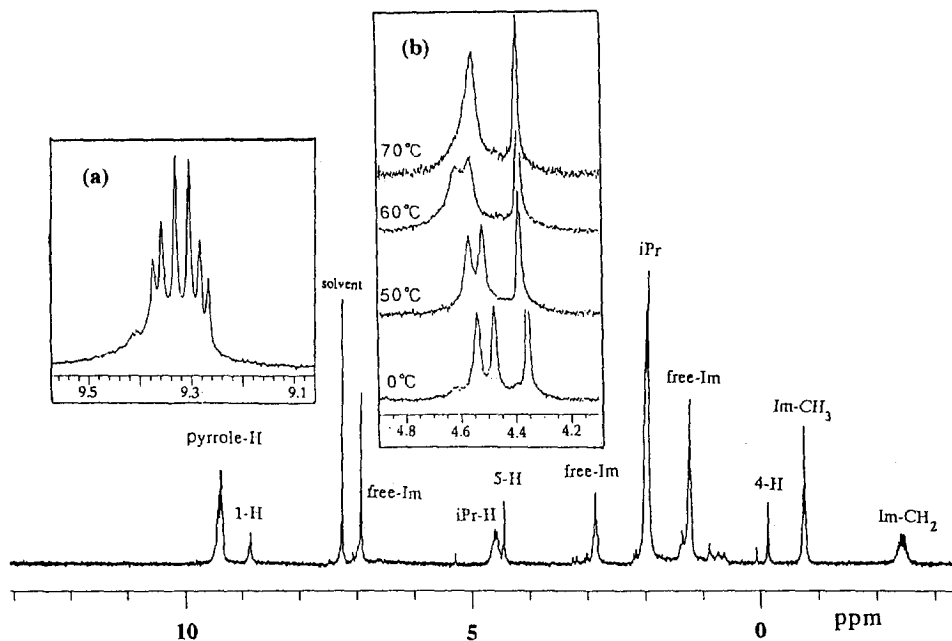 (a)
9.5 9.3 9.1
(b)
70°C
60°C
50°C
0°C
4.8 4.6 4.4 4.2
pyrrole-H
1-H
solvent
free-Im
iPr-H
5-H
free-Im
iPr
free-Im
4-H
Im-CH3
Im-CH2
10 5 0 ppm